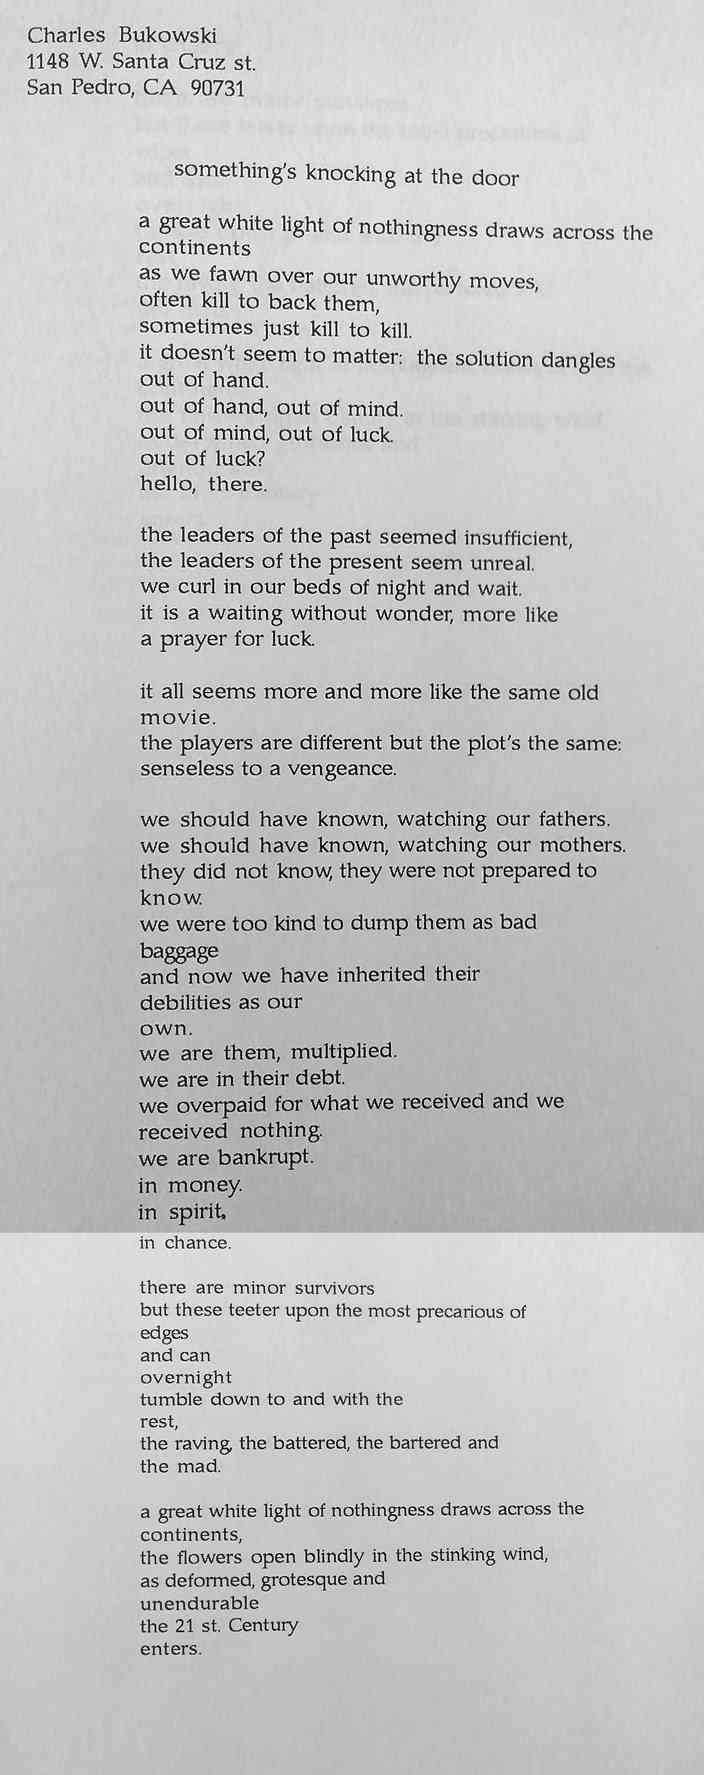 Charles Bukowski
1148 W. Santa Cruz st.
San Pedro, CA 90731
something's knocking at the door
a great white light of nothingness draws across the
continents
as we fawn over our unworthy moves,
often kill to back them,
sometimes just kill to kill.
it doesn't seem to matter: the solution dangles
out of hand.
out of hand, out of mind.
out of mind, out of luck.
out of luck?
hello, there.
the leaders of the past seemed insufficient,
the leaders of the present seem unreal.
we curl in our beds of night and wait.
it is a waiting without wonder, more like
a prayer for luck.
it all seems more and more like the same old
movie.
the players are different but the plot's the same:
senseless to a vengeance.
we should have known, watching our fathers.
we should have known, watching our mothers.
they did not know, they were not prepared to
know.
we were too kind to dump them as bad
baggage
and now we have inherited their
debilities as our
own.
we are them, multiplied.
we are in their debt.
we overpaid for what we received and we
received nothing.
we are bankrupt.
in money.
in spirit,
in chance.
there are minor survivors
but these teeter upon the most precarious of
edges
and can
overnight
tumble down to and with the
rest,
the raving, the battered, the bartered and
the mad.
a great white light of nothingness draws across the
continents,
the flowers open blindly in the stinking wind,
as deformed, grotesque and
unendurable
the 21 st. Century
enters.